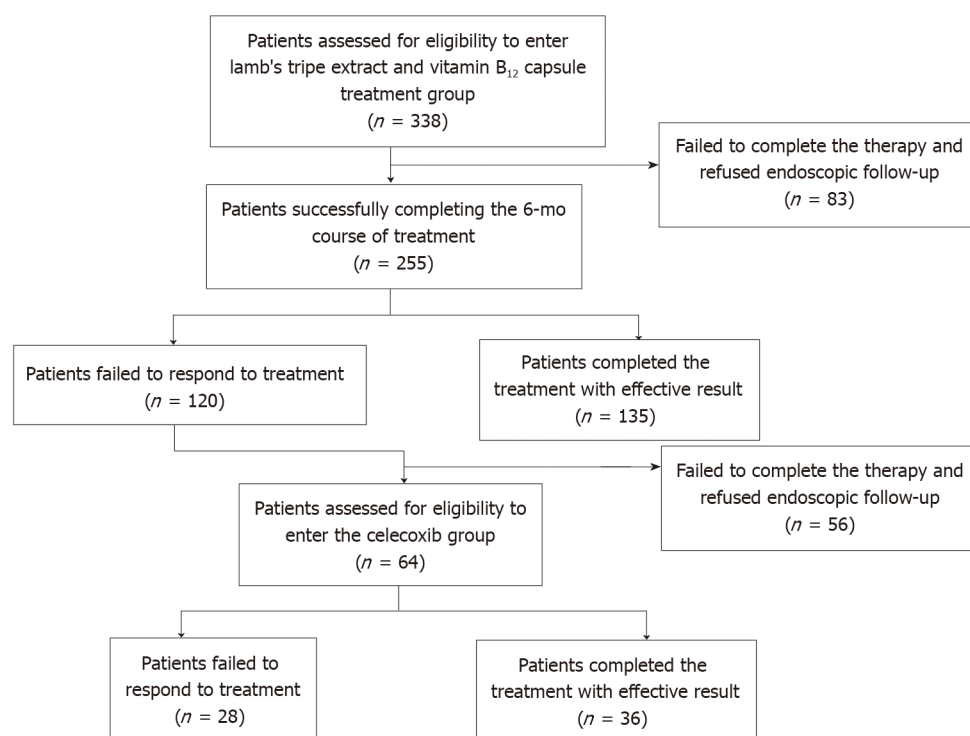 Patients assessed for eligibility to enter
lamb's tripe extract and vitamin B₁₂ capsule
treatment group
(n = 338)
Failed to complete the therapy and
refused endoscopic follow-up
(n = 83)
Patients successfully completing the 6-mo
course of treatment
(n = 255)
Patients failed to respond to treatment
(n = 120)
Patients completed the
treatment with effective result
(n = 135)
Failed to complete the therapy and
refused endoscopic follow-up
(n = 56)
Patients assessed for eligibility to
enter the celecoxib group
(n = 64)
Patients failed to
respond to treatment
(n = 28)
Patients completed the
treatment with effective result
(n = 36)